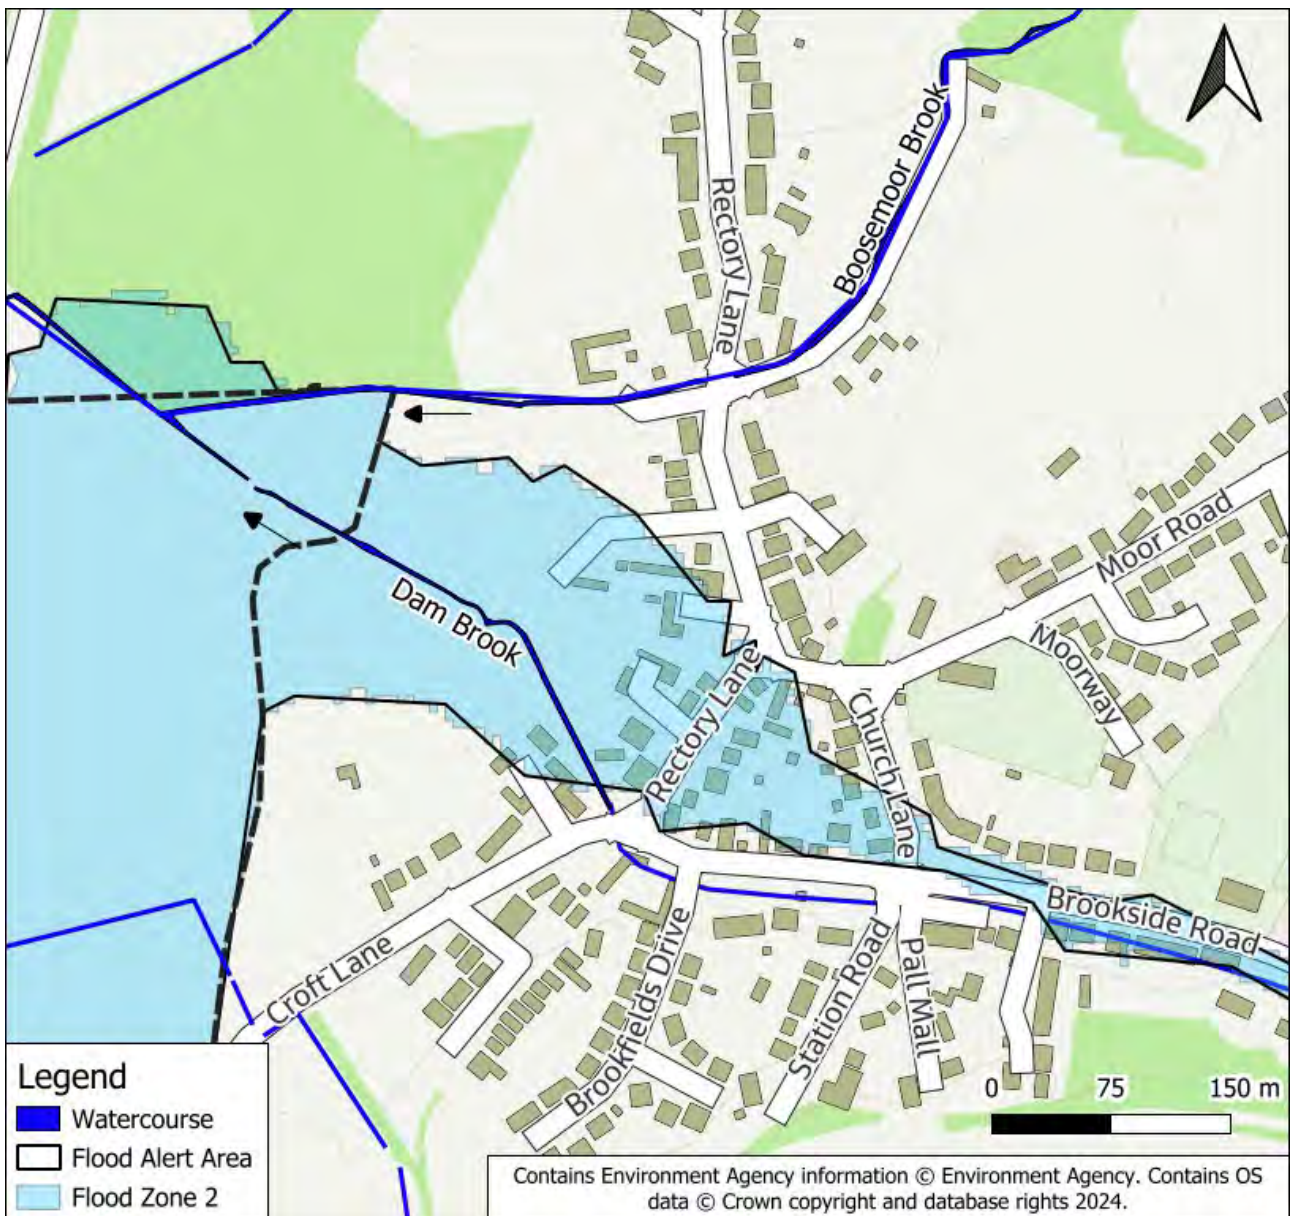 Boosemoor Brook
Rectory Lane
Moor Road
Dam Brook
Moorway
Rectory Lane
Church Lane
Brookside Road
Croft Lane
Brookfields Drive
Station Road
Pall Mall
Legend
Watercourse
Flood Alert Area
Flood Zone 2
0 75 150 m
Contains Environment Agency information © Environment Agency. Contains OS
data © Crown copyright and database rights 2024.